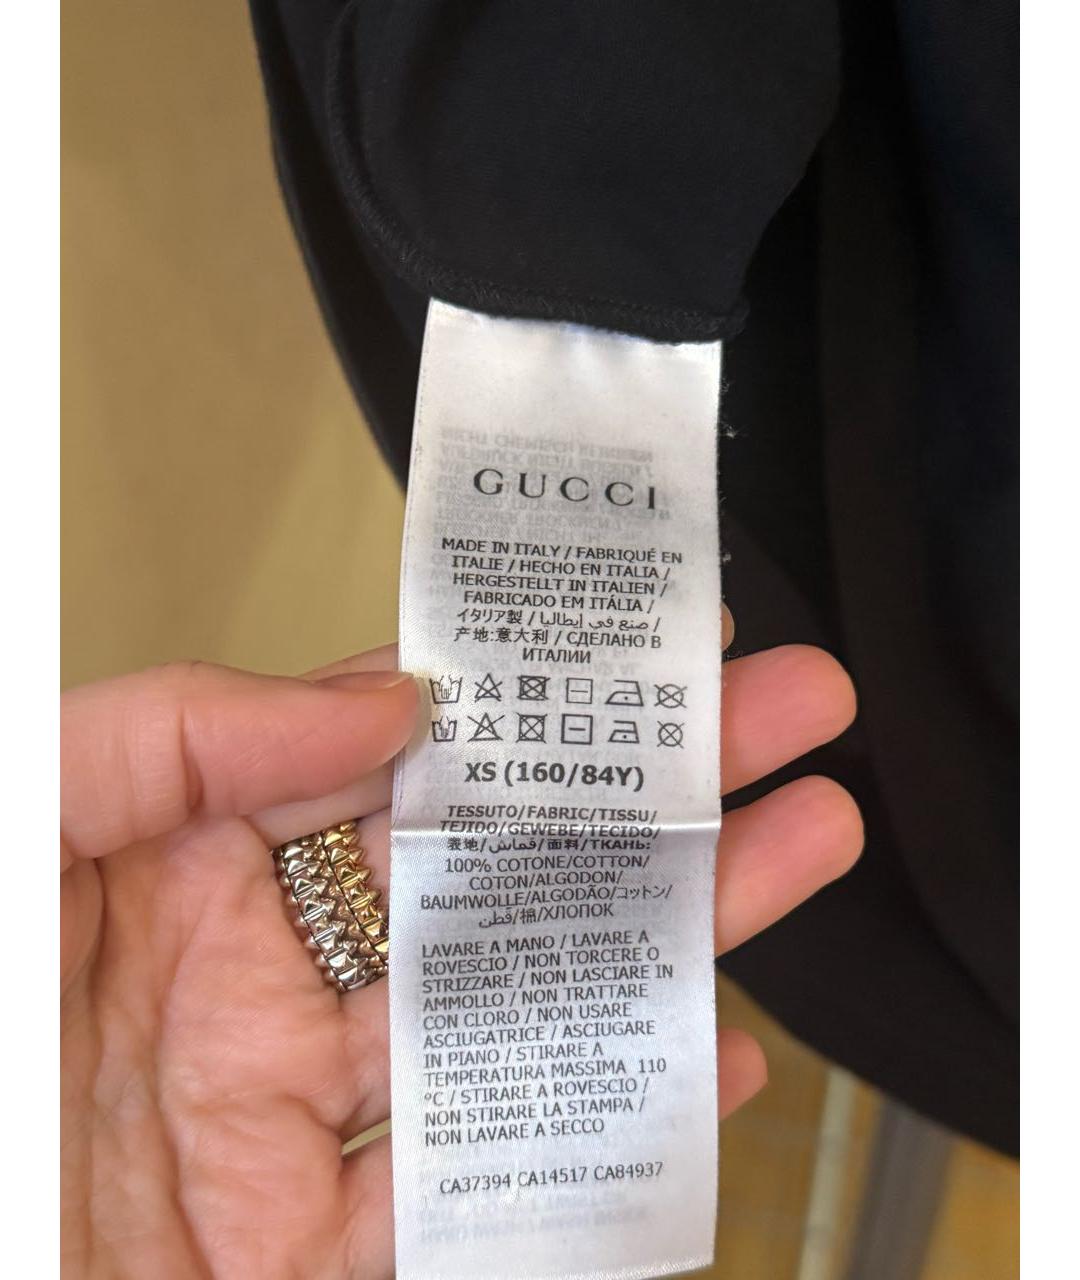 GUCCI
MADE IN ITALY / FABRIQUÉ EN
ITALIE / HECHO EN ITALIA /
HERGESTELLT IN ITALIEN /
FABRICADO EM ITÁLIA /
イタリア製 / صنع في إيطاليا /
产地:意大利 / СДЕЛАНО В
ИТАЛИИ
XS (160/84Y)
TESSUTO/FABRIC/TISSU/
TEJIDO/GEWEBE/TECIDO/
表地/قماش/面料/ТКАНЬ:
100% COTONE/COTTON/
COTON/ALGODON/
BAUMWOLLE/ALGODÃO/コットン/
قطن/棉/ХЛОПОК
LAVARE A MANO / LAVARE A
ROVESCIO / NON TORCERE O
STRIZZARE / NON LASCIARE IN
AMMOLLO / NON TRATTARE
CON CLORO / NON USARE
ASCIUGATRICE / ASCIUGARE
IN PIANO / STIRARE A
TEMPERATURA MASSIMA 110
°C / STIRARE A ROVESCIO /
NON STIRARE LA STAMPA /
NON LAVARE A SECCO
CA37394 CA14517 CA84937